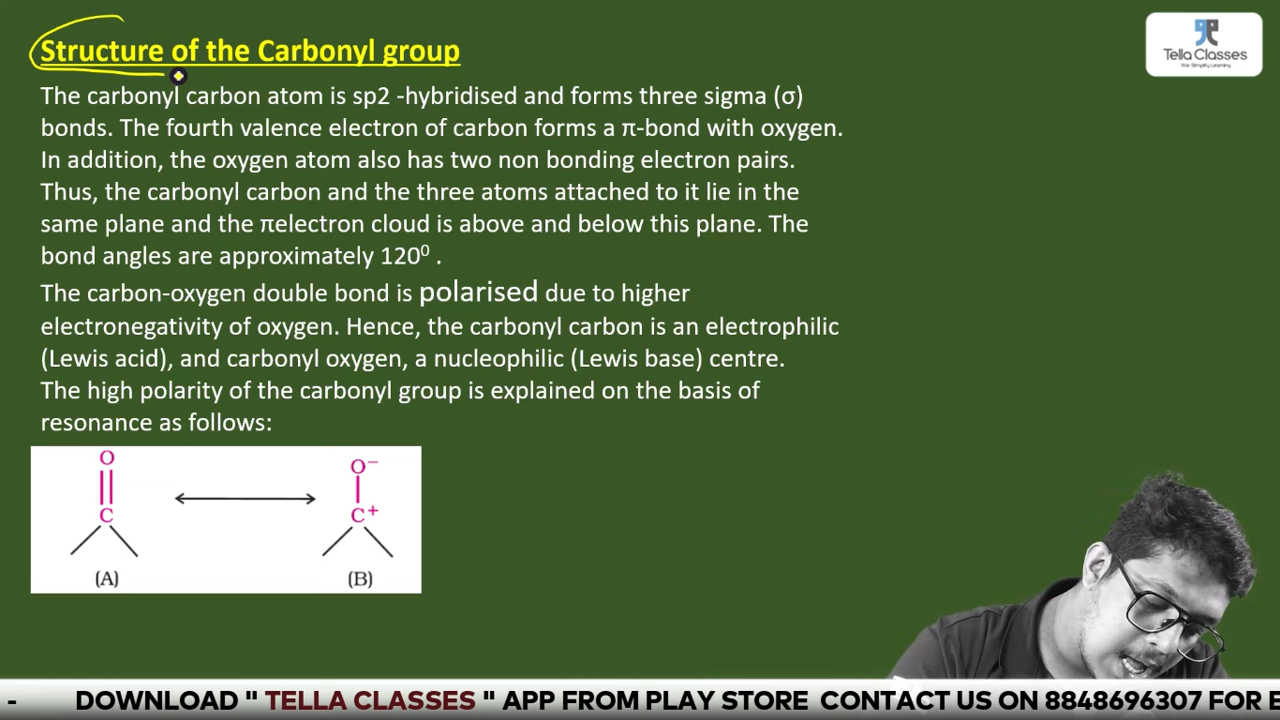 Structure of the Carbonyl group
Tella Classes
We Simplify Learning
The carbonyl carbon atom is sp2 -hybridised and forms three sigma (σ)
bonds. The fourth valence electron of carbon forms a π-bond with oxygen.
In addition, the oxygen atom also has two non bonding electron pairs.
Thus, the carbonyl carbon and the three atoms attached to it lie in the
same plane and the πelectron cloud is above and below this plane. The
bond angles are approximately 120⁰ .
The carbon-oxygen double bond is polarised due to higher
electronegativity of oxygen. Hence, the carbonyl carbon is an electrophilic
(Lewis acid), and carbonyl oxygen, a nucleophilic (Lewis base) centre.
The high polarity of the carbonyl group is explained on the basis of
resonance as follows:
O O⁻
C C⁺
(A) (B)
- DOWNLOAD " TELLA CLASSES " APP FROM PLAY STORE CONTACT US ON 8848696307 FOR E